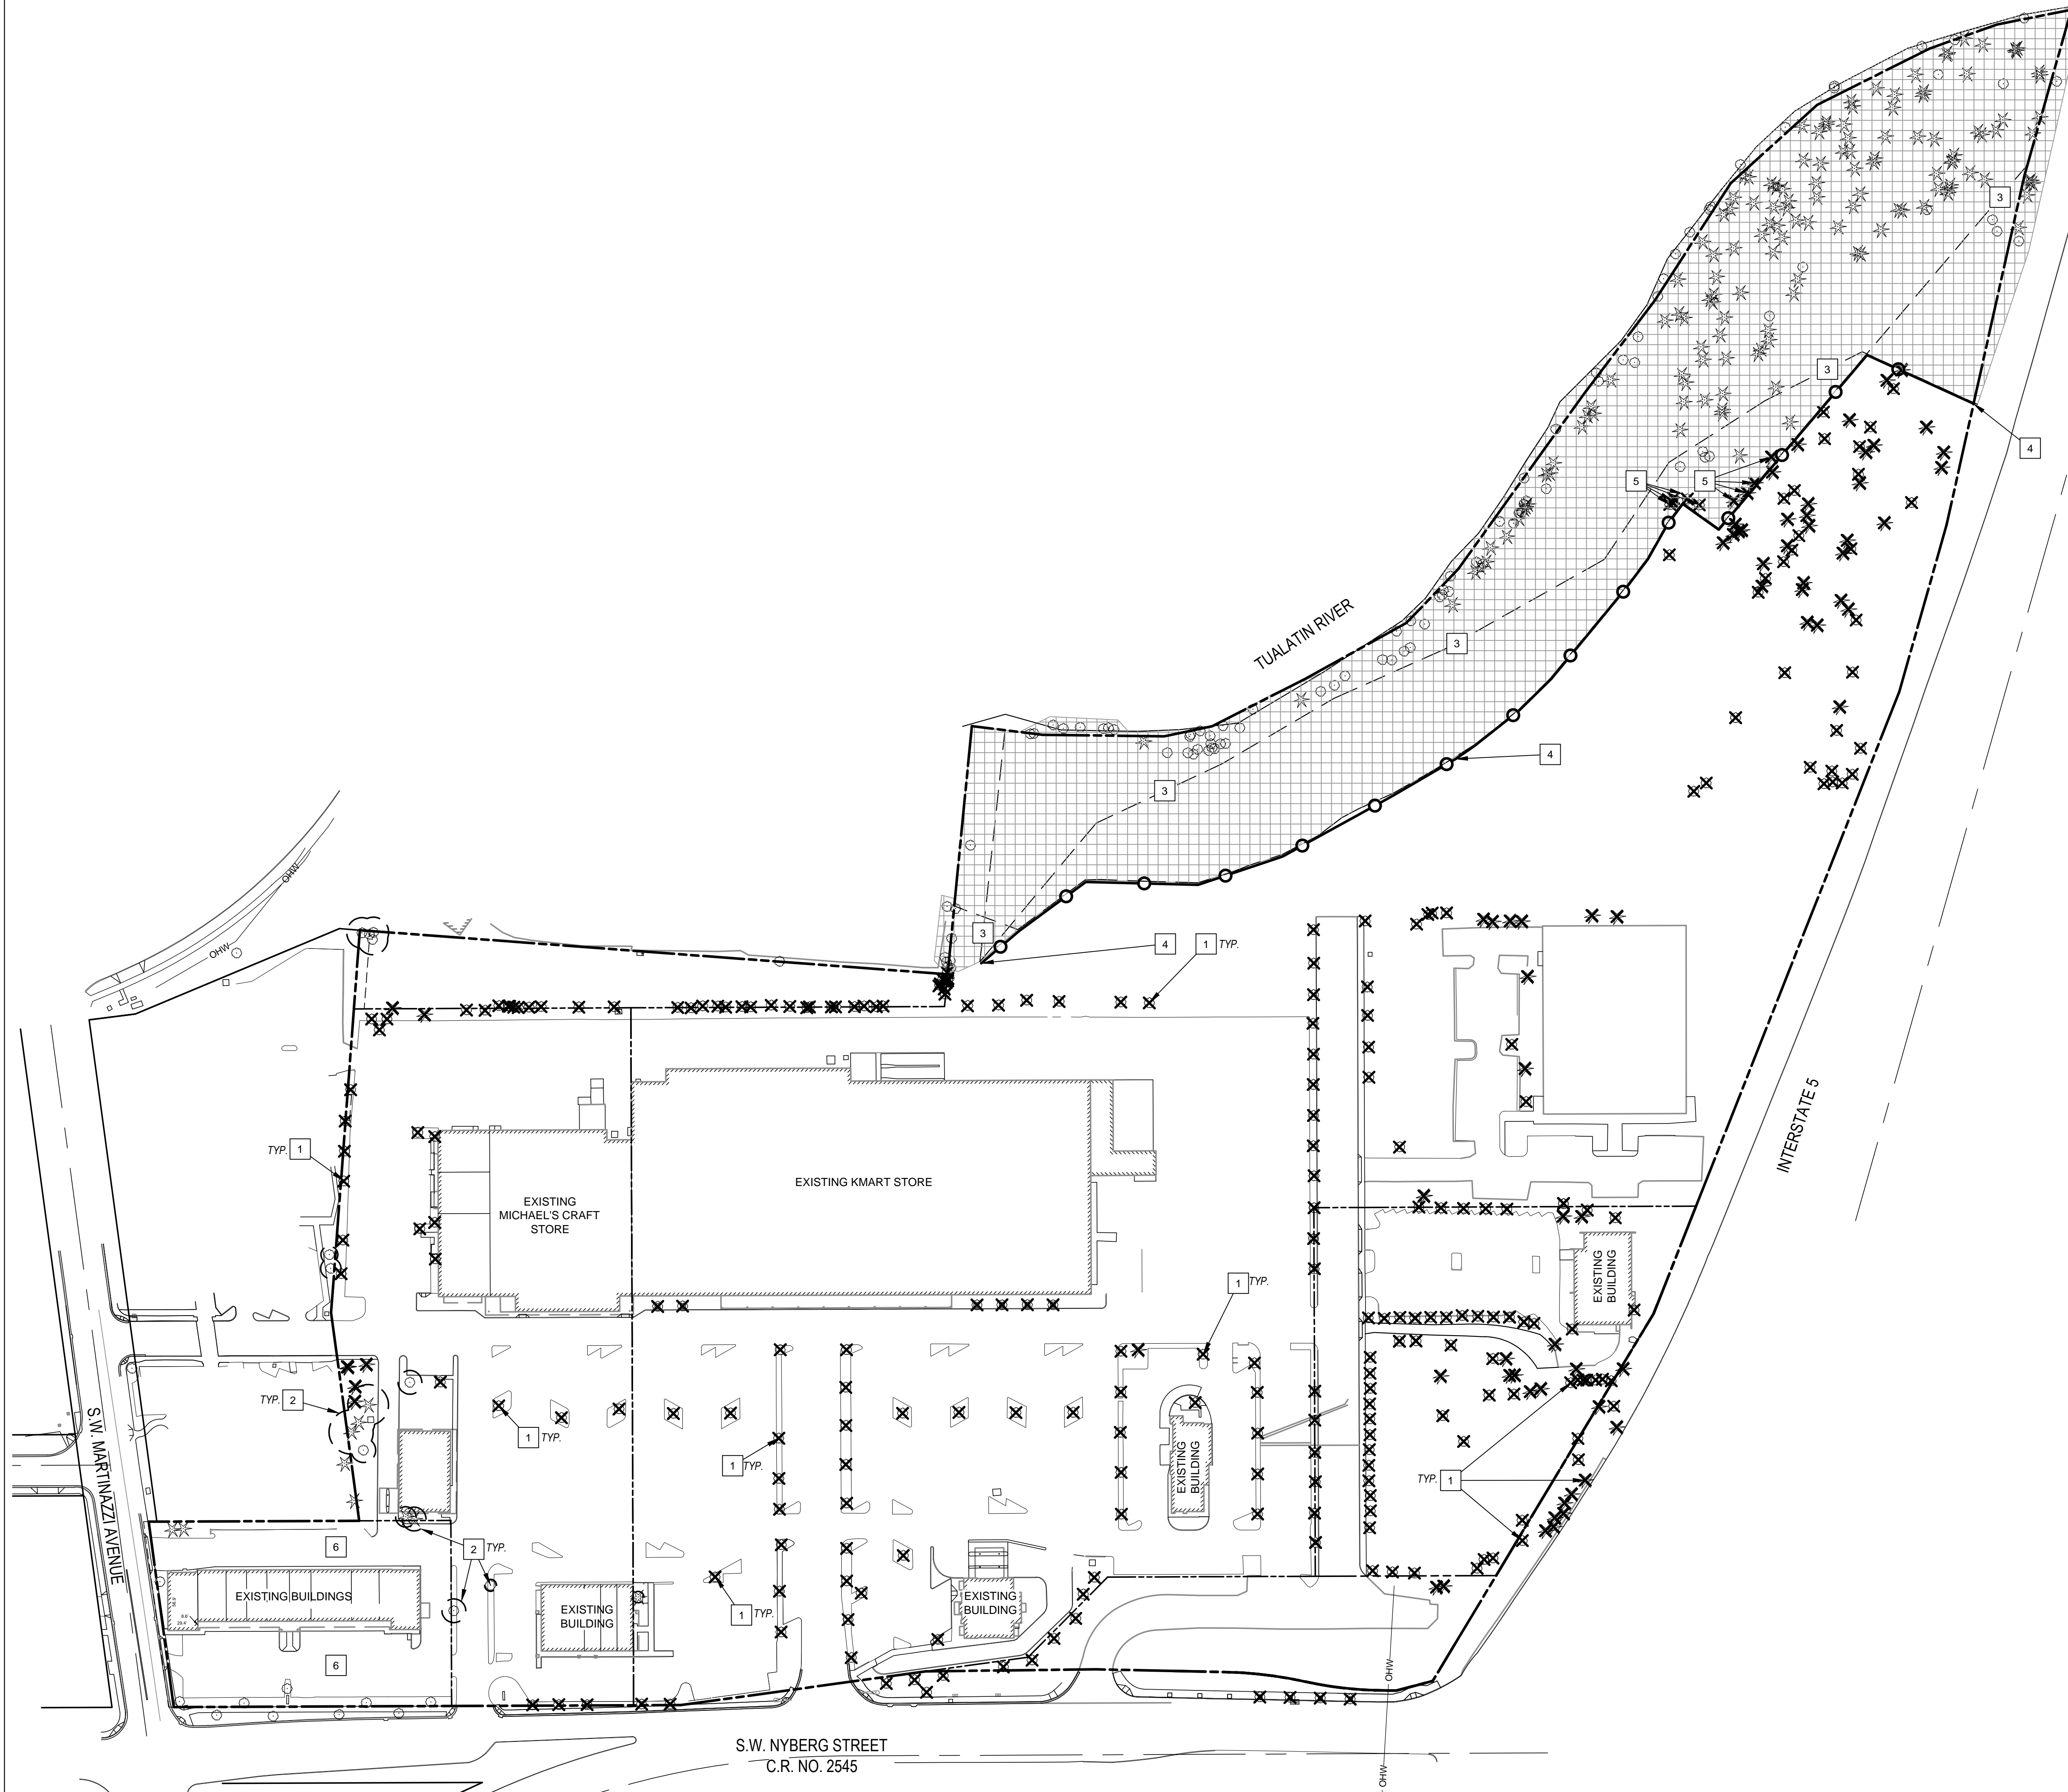 3
3
4
5
5
TUALATIN RIVER
3
4
3
OHW
OHW
3
4
1 TYP.
INTERSTATE 5
TYP. 1
EXISTING KMART STORE
EXISTING
MICHAEL'S CRAFT
STORE
EXISTING
BUILDING
1 TYP.
TYP. 2
1 TYP.
1 TYP.
EXISTING
BUILDING
TYP. 1
S.W. MARTINAZZI AVENUE
6
2 TYP.
EXISTING BUILDINGS
EXISTING
BUILDING
1 TYP.
EXISTING
BUILDING
6
OHW
S.W. NYBERG STREET
C.R. NO. 2545
OHW